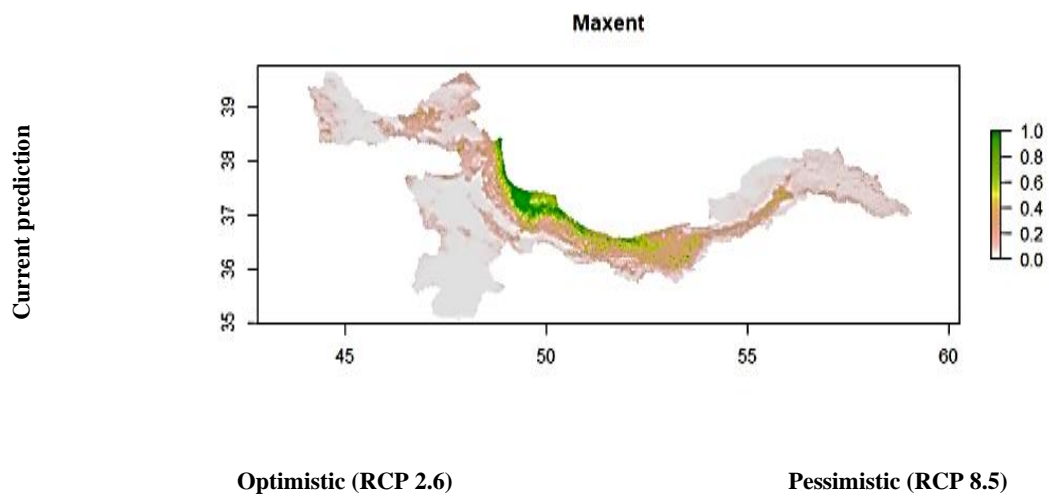 Maxent
Current prediction
39
38
37
36
35
45 50 55 60
1.0
0.8
0.6
0.4
0.2
0.0
Optimistic (RCP 2.6) Pessimistic (RCP 8.5)